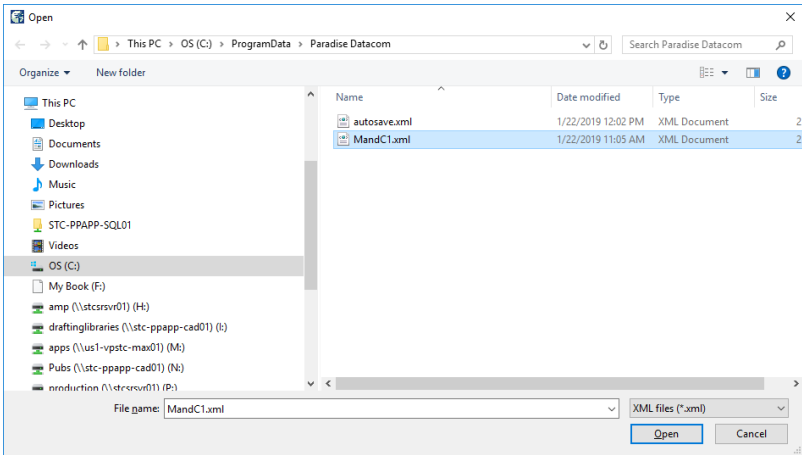 Open
This PC > OS (C:) > ProgramData > Paradise Datacom
Search Paradise Datacom
Organize
New folder
This PC
Desktop
Documents
Downloads
Music
Pictures
STC-PPAPP-SQL01
Videos
OS (C:)
My Book (F:)
amp (\\stcsrsvr01) (H:)
draftinglibraries (\\stc-ppapp-cad01) (I:)
apps (\\us1-vpstc-max01) (M:)
Pubs (\\stc-ppapp-cad01) (N:)
production (\\stcsrsvr01) (P:)
Name Date modified Type Size
autosave.xml 1/22/2019 12:02 PM XML Document 2
MandC1.xml 1/22/2019 11:05 AM XML Document 2
File name: MandC1.xml
XML files (*.xml)
Open Cancel